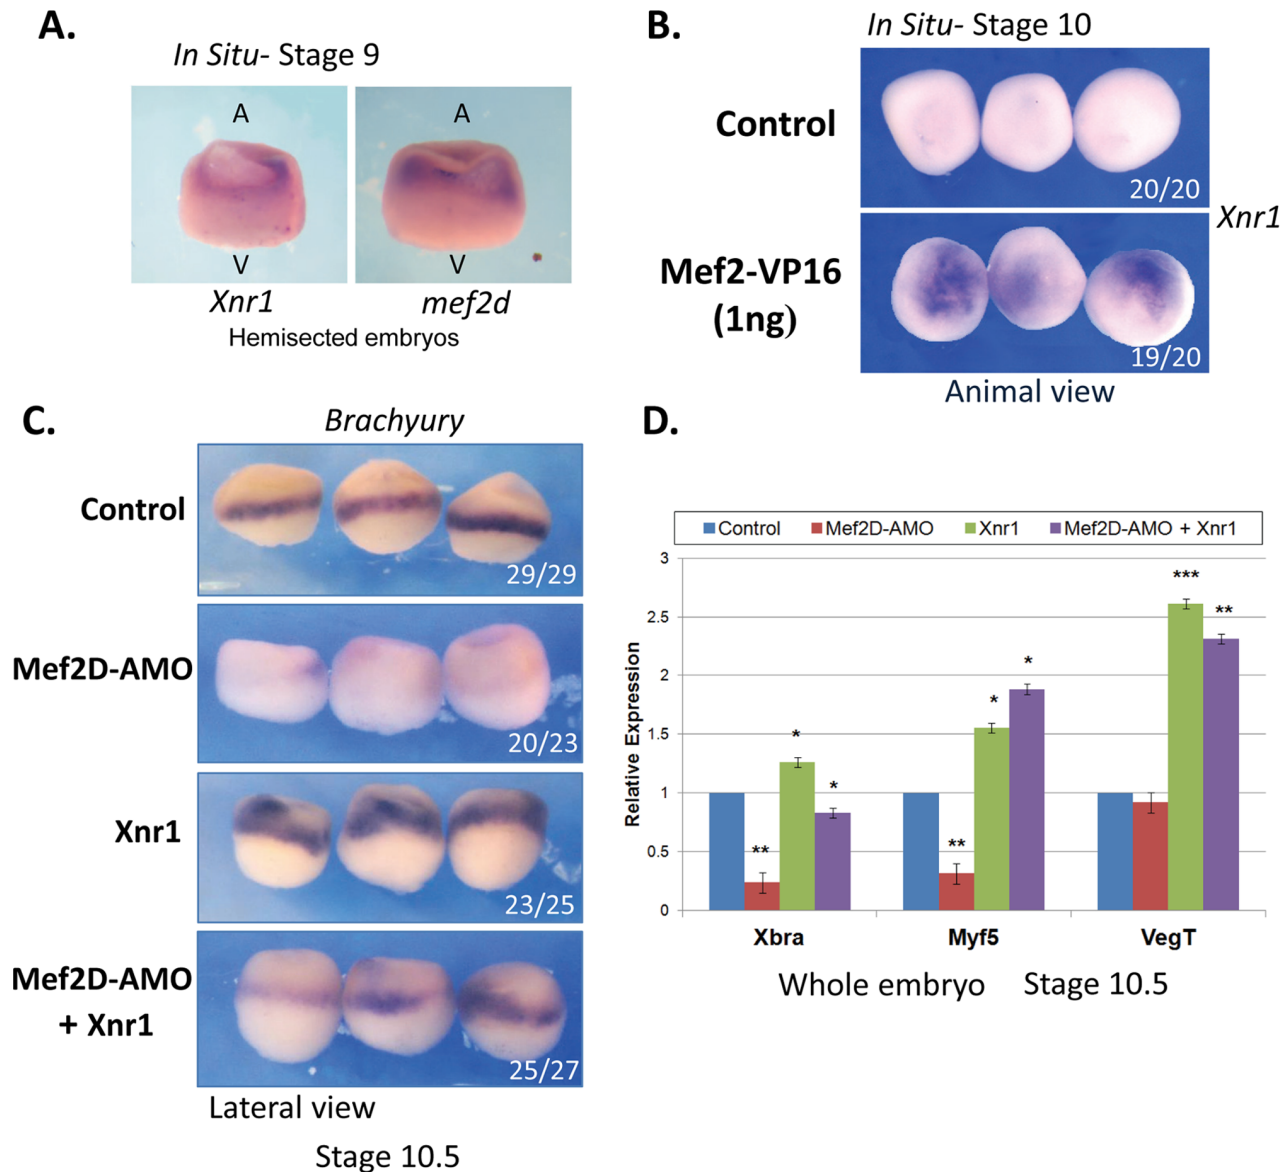 A.
In Situ- Stage 9
A
A
V
V
Xnr1
mef2d
Hemisected embryos
B.
In Situ- Stage 10
Control
20/20
Xnr1
Mef2-VP16
(1ng)
19/20
Animal view
C.
Brachyury
Control
29/29
Mef2D-AMO
20/23
Xnr1
23/25
Mef2D-AMO
+ Xnr1
25/27
Lateral view
Stage 10.5
D.
Control Mef2D-AMO Xnr1 Mef2D-AMO + Xnr1
Relative Expression
3
2.5
2
1.5
1
0.5
0
** * *
** * *
*** **
Xbra Myf5 VegT
Whole embryo Stage 10.5